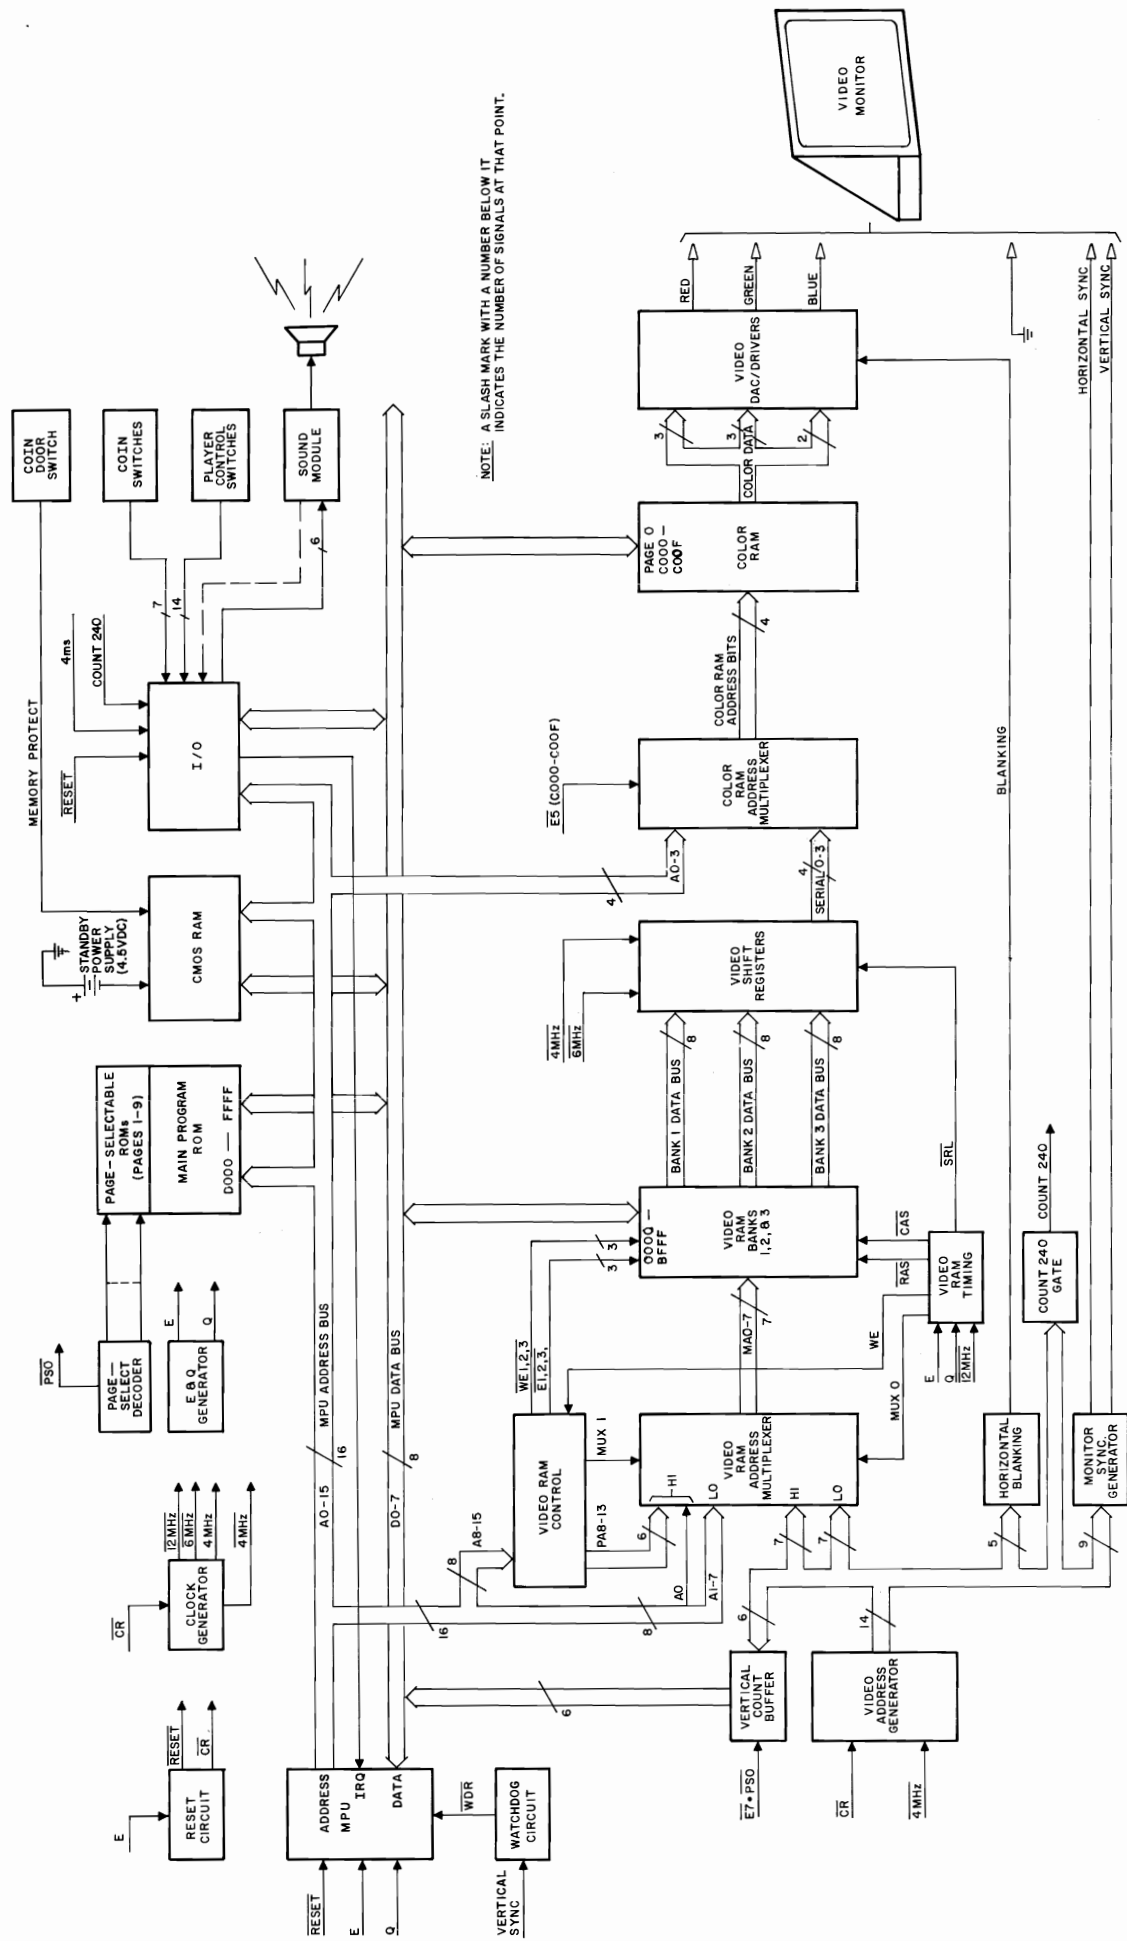 E
RESET
CIRCUIT
RESET
CR
CR
CLOCK
GENERATOR
12MHz
6MHz
4MHz
4MHz
PS0
PAGE—
SELECT
DECODER
E & Q
GENERATOR
E
Q
PAGE—SELECTABLE
ROMs
(PAGES 1-9)
MAIN PROGRAM
ROM
D000 — FFFF
+
STANDBY
POWER
SUPPLY
(4.5VDC)
CMOS RAM
MEMORY PROTECT
RESET
4ms
COUNT 240
I/O
7
14
6
COIN
DOOR
SWITCH
COIN
SWITCHES
PLAYER
CONTROL
SWITCHES
SOUND
MODULE
RESET
E
Q
ADDRESS
MPU
IRQ
DATA
A0-15
MPU ADDRESS BUS
16
D0-7
MPU DATA BUS
8
VERTICAL
SYNC
WATCHDOG
CIRCUIT
WDR
NOTE: A SLASH MARK WITH A NUMBER BELOW IT
INDICATES THE NUMBER OF SIGNALS AT THAT POINT.
16
8
A8-15
8
A0
A1-7
VIDEO RAM
CONTROL
WE 1,2,3
E1,2,3,
3
3
PA8-13
6
MUX 1
HI
LO
HI
LO
7
7
VIDEO
RAM
ADDRESS
MULTIPLEXER
MA0-7
7
WE
MUX 0
0000 —
BFFF
VIDEO
RAM
BANKS
1, 2, & 3
RAS
CAS
BANK 1 DATA BUS
8
BANK 2 DATA BUS
8
BANK 3 DATA BUS
8
4MHz
6MHz
VIDEO
SHIFT
REGISTERS
SRL
4
A0-3
4
SERIAL 0-3
E5 (C000-C00F)
COLOR
RAM
ADDRESS
MULTIPLEXER
COLOR RAM
ADDRESS BITS
4
PAGE 0
C000 —
C00F
COLOR
RAM
COLOR DATA
3
3
2
VIDEO
DAC/DRIVERS
RED
GREEN
BLUE
VIDEO
MONITOR
6
E7•PS0
VERTICAL
COUNT
BUFFER
6
CR
4MHz
VIDEO
ADDRESS
GENERATOR
14
5
9
HORIZONTAL
BLANKING
BLANKING
E
Q
12MHz
VIDEO
RAM
TIMING
COUNT 240
GATE
COUNT 240
MONITOR
SYNC.
GENERATOR
HORIZONTAL SYNC
VERTICAL SYNC